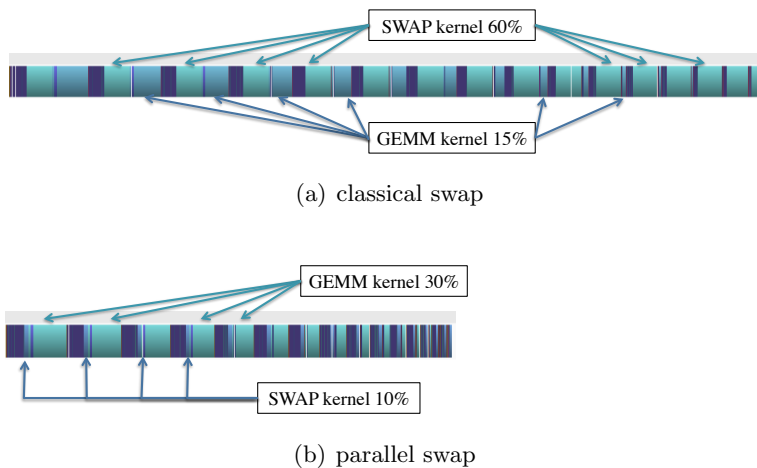 SWAP kernel 60%
GEMM kernel 15%
(a) classical swap
GEMM kernel 30%
SWAP kernel 10%
(b) parallel swap